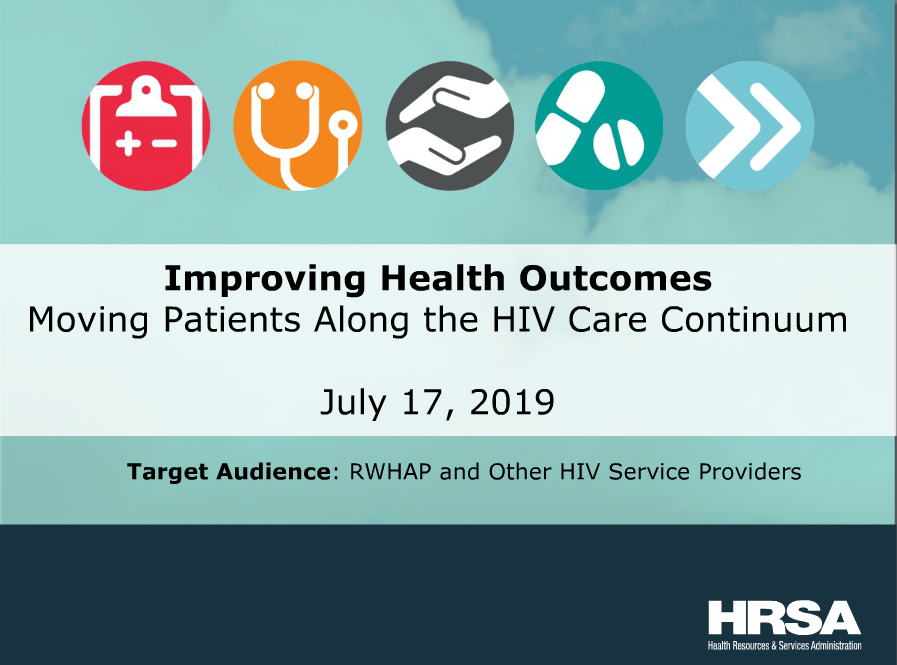 Improving Health Outcomes
Moving Patients Along the HIV Care Continuum
July 17, 2019
Target Audience: RWHAP and Other HIV Service Providers
HRSA
Health Resources & Services Administration